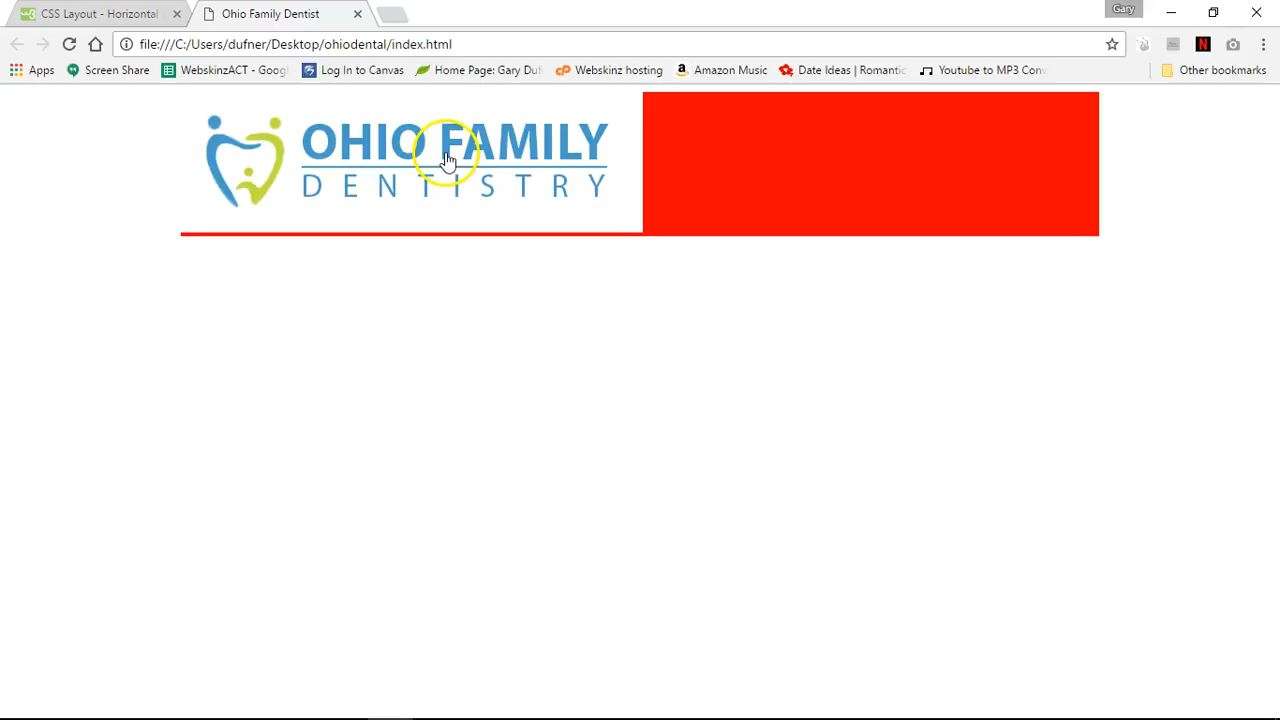 CSS Layout - Horizontal
Ohio Family Dentist
Gary
file:///C:/Users/dufner/Desktop/ohiodental/index.html
Apps
Screen Share
WebskinzACT - Goog
Log In to Canvas
Home Page: Gary Duf
Webskinz hosting
Amazon Music
Date Ideas | Romantic
Youtube to MP3 Conv
Other bookmarks
OHIO FAMILY
DENTISTRY